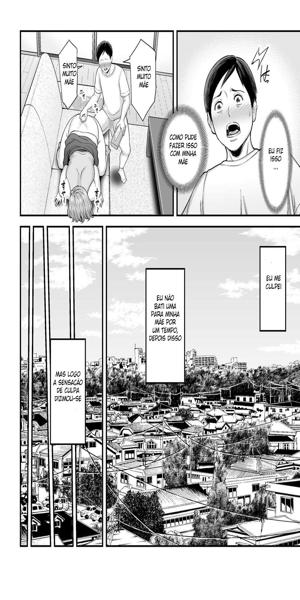 EU FIZ
ISSO
...
COMO PUDE
FAZER ISSO
COM MINHA
MÃE
SINTO
MUITO
MÃE
SINTO
MUITO
MÃE
EU ME
CULPEI
EU NÃO
BATI UMA
PARA MINHA
MÃE POR
UM TEMPO,
DEPOIS DISSO
MAS LOGO
A SENSAÇÃO
DE CULPA
DIZIMOU-SE